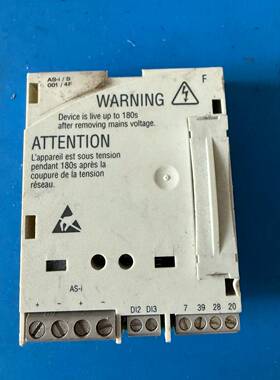 AS-i / S
001 / 4F
F
WARNING
Device is live up to 180s
after removing mains voltage.
ATTENTION
L'appareil est sous tension
pendant 180s après la
coupure de la tension
réseau.
AS-i
+ - + -
DI2 DI3
7 39 28 20